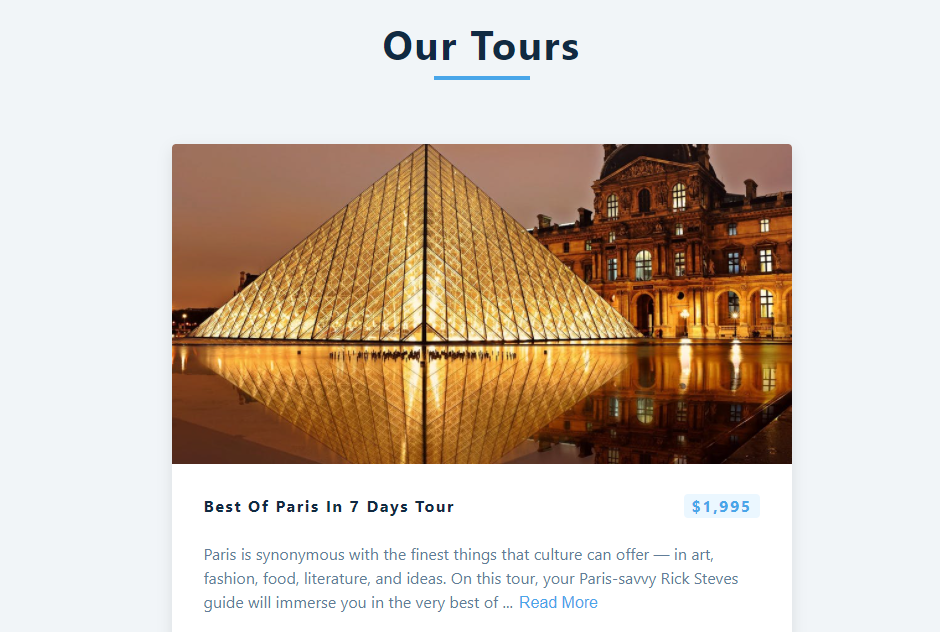 Our Tours
Best Of Paris In 7 Days Tour
$1,995
Paris is synonymous with the finest things that culture can offer — in art,
fashion, food, literature, and ideas. On this tour, your Paris-savvy Rick Steves
guide will immerse you in the very best of ... Read More